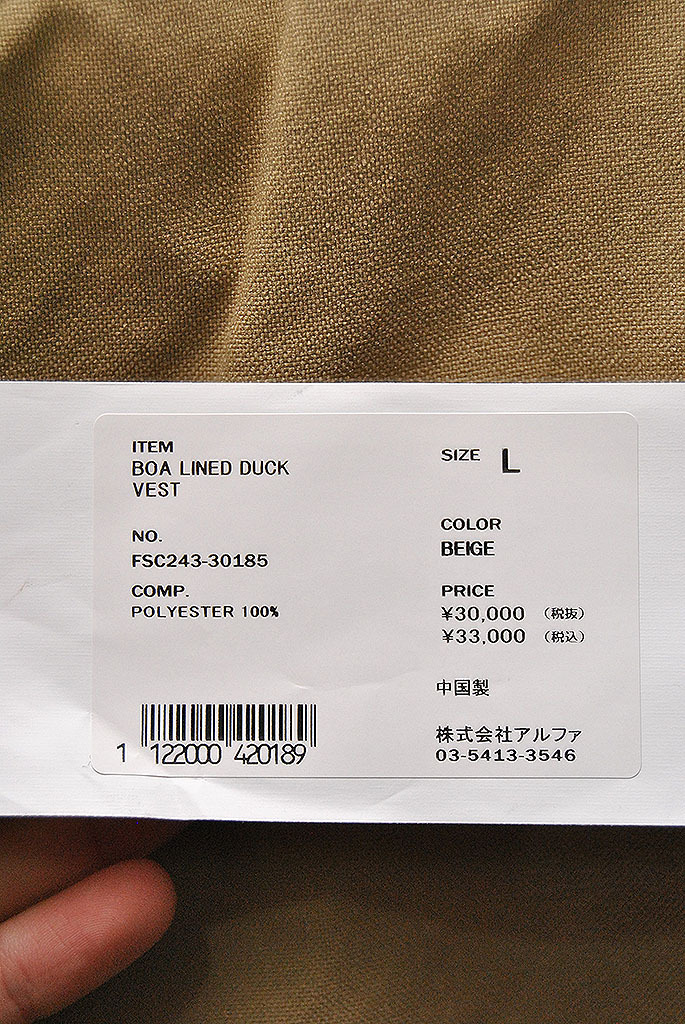 ITEM
BOA LINED DUCK
VEST
NO.
FSC243-30185
COMP.
POLYESTER 100%
1 122000 420189
SIZE L
COLOR
BEIGE
PRICE
¥30,000 (税抜)
¥33,000 (税込)
中国製
株式会社アルファ
03-5413-3546